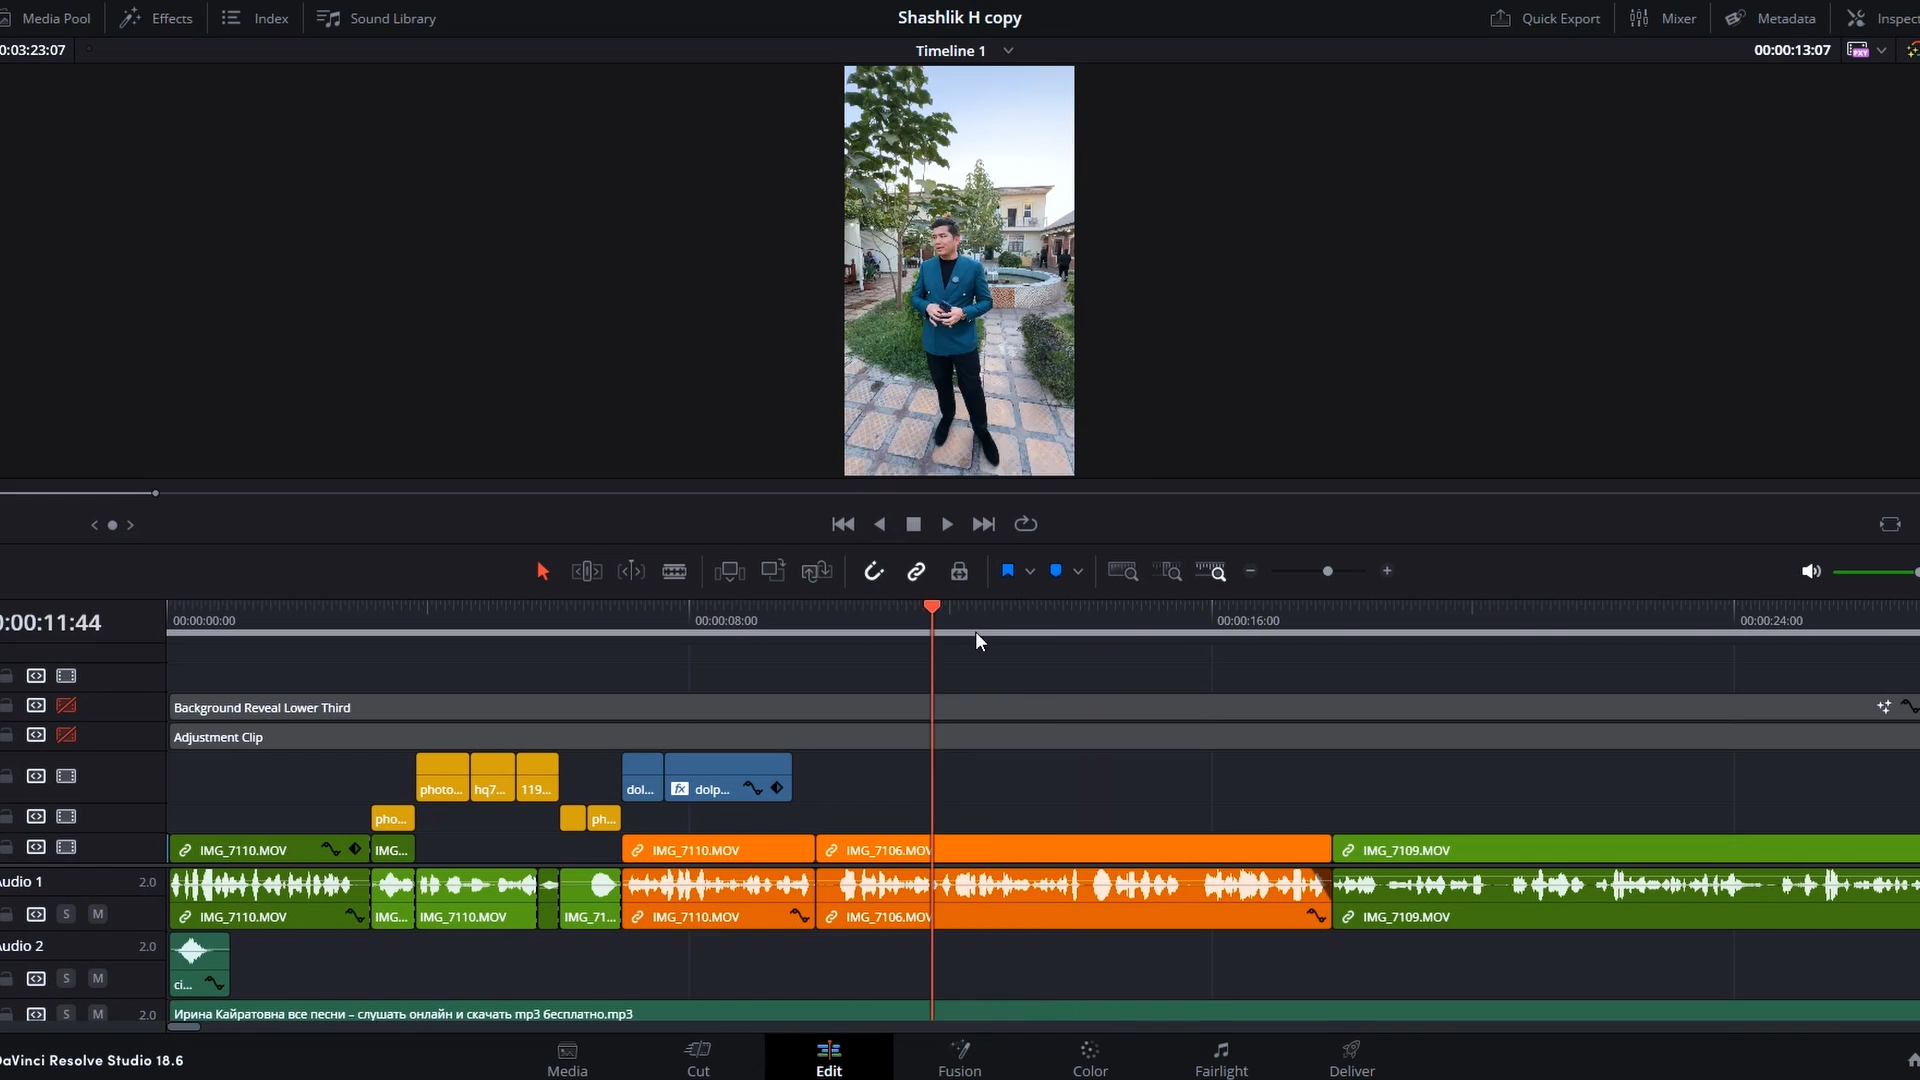 Media Pool
Effects
Index
Sound Library
Shashlik H copy
Quick Export
Mixer
Metadata
Inspect
0:03:23:07
Timeline 1
00:00:13:07
PXY
0:00:11:44
00:00:00:00
00:00:08:00
00:00:16:00
00:00:24:00
Background Reveal Lower Third
Adjustment Clip
photo...
hq7...
119...
dol...
fx dolp...
pho...
ph...
IMG_7110.MOV
IMG...
IMG_7110.MOV
IMG_7106.MOV
IMG_7109.MOV
Audio 1
2.0
S M
IMG_7110.MOV
IMG...
IMG_7110.MOV
IMG_71...
IMG_7110.MOV
IMG_7106.MOV
IMG_7109.MOV
Audio 2
2.0
S M
ci...
S M
2.0
Ирина Кайратовна все песни – слушать онлайн и скачать mp3 бесплатно.mp3
DaVinci Resolve Studio 18.6
Media
Cut
Edit
Fusion
Color
Fairlight
Deliver